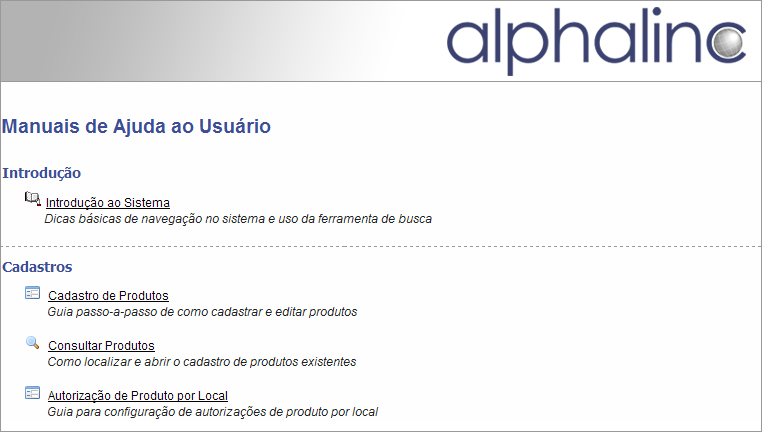 alphalinc
Manuais de Ajuda ao Usuário
Introdução
Introdução ao Sistema
Dicas básicas de navegação no sistema e uso da ferramenta de busca
Cadastros
Cadastro de Produtos
Guia passo-a-passo de como cadastrar e editar produtos
Consultar Produtos
Como localizar e abrir o cadastro de produtos existentes
Autorização de Produto por Local
Guia para configuração de autorizações de produto por local